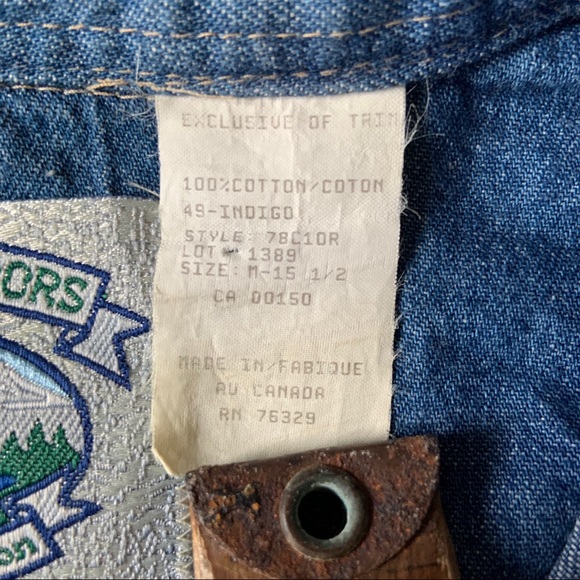 EXCLUSIVE OF TRIM
100%COTTON/COTON
49-INDIGO
STYLE: 78C10R
LOT 1389
SIZE: M-15 1/2
CA 00150
MADE IN/FABIQUE
AU CANADA
RN 76329
ORS
on